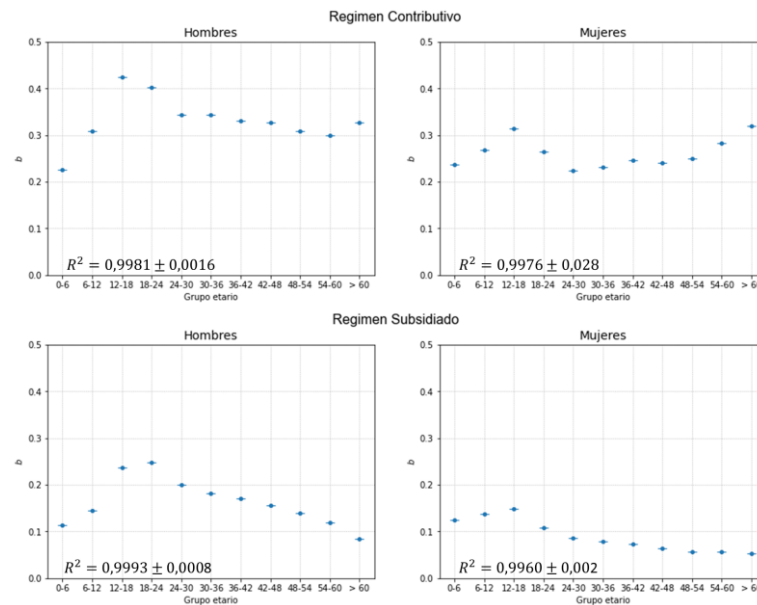 Regimen Contributivo
Hombres
0.5
0.4
0.3
0.2
0.1
0.0
b
R² = 0,9981 ± 0,0016
0-6 6-12 12-18 18-24 24-30 30-36 36-42 42-48 48-54 54-60 > 60
Grupo etario
Mujeres
0.5
0.4
0.3
0.2
0.1
0.0
b
R² = 0,9976 ± 0,028
0-6 6-12 12-18 18-24 24-30 30-36 36-42 42-48 48-54 54-60 > 60
Grupo etario
Regimen Subsidiado
Hombres
0.5
0.4
0.3
0.2
0.1
0.0
b
R² = 0,9993 ± 0,0008
0-6 6-12 12-18 18-24 24-30 30-36 36-42 42-48 48-54 54-60 > 60
Grupo etario
Mujeres
0.5
0.4
0.3
0.2
0.1
0.0
b
R² = 0,9960 ± 0,002
0-6 6-12 12-18 18-24 24-30 30-36 36-42 42-48 48-54 54-60 > 60
Grupo etario